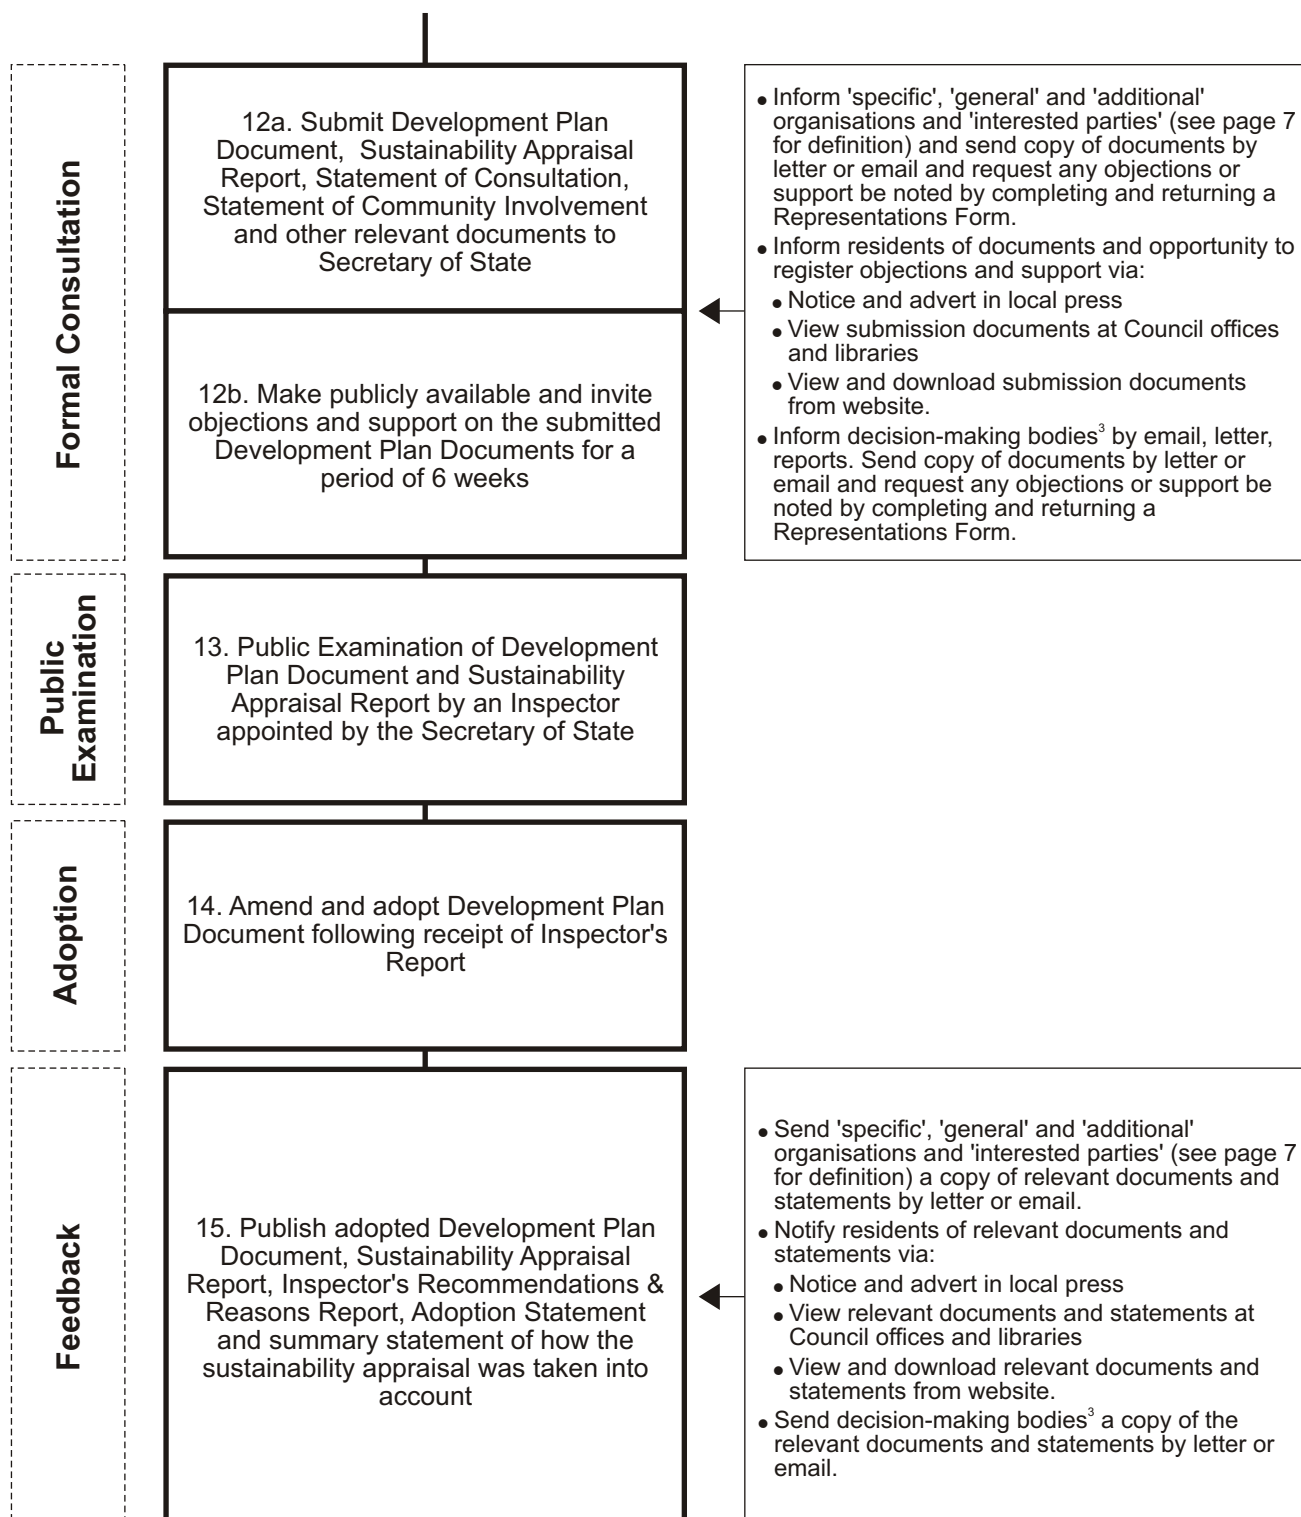 Formal Consultation
12a. Submit Development Plan
Document, Sustainability Appraisal
Report, Statement of Consultation,
Statement of Community Involvement
and other relevant documents to
Secretary of State
12b. Make publicly available and invite
objections and support on the submitted
Development Plan Documents for a
period of 6 weeks
• Inform 'specific', 'general' and 'additional'
organisations and 'interested parties' (see page 7
for definition) and send copy of documents by
letter or email and request any objections or
support be noted by completing and returning a
Representations Form.
• Inform residents of documents and opportunity to
register objections and support via:
• Notice and advert in local press
• View submission documents at Council offices
and libraries
• View and download submission documents
from website.
• Inform decision-making bodies³ by email, letter,
reports. Send copy of documents by letter or
email and request any objections or support be
noted by completing and returning a
Representations Form.
Public
Examination
13. Public Examination of Development
Plan Document and Sustainability
Appraisal Report by an Inspector
appointed by the Secretary of State
Adoption
14. Amend and adopt Development Plan
Document following receipt of Inspector's
Report
Feedback
15. Publish adopted Development Plan
Document, Sustainability Appraisal
Report, Inspector's Recommendations &
Reasons Report, Adoption Statement
and summary statement of how the
sustainability appraisal was taken into
account
• Send 'specific', 'general' and 'additional'
organisations and 'interested parties' (see page 7
for definition) a copy of relevant documents and
statements by letter or email.
• Notify residents of relevant documents and
statements via:
• Notice and advert in local press
• View relevant documents and statements at
Council offices and libraries
• View and download relevant documents and
statements from website.
• Send decision-making bodies³ a copy of the
relevant documents and statements by letter or
email.